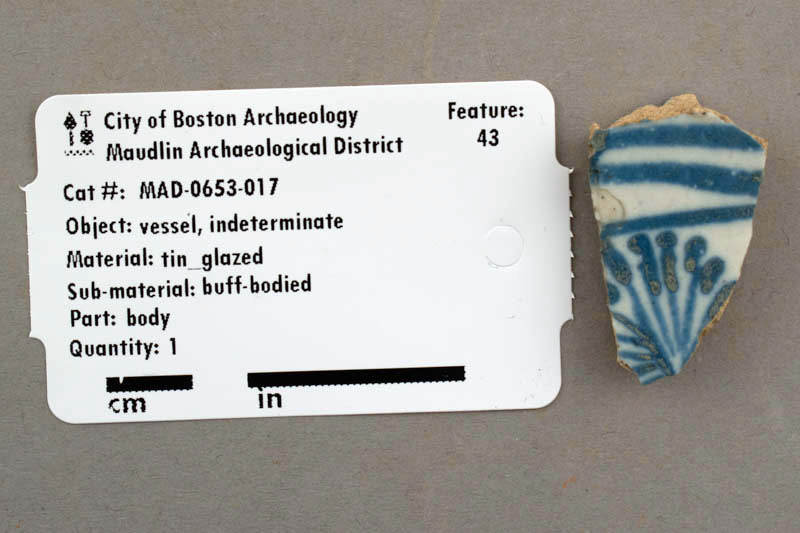 City of Boston Archaeology
Maudlin Archaeological District
Feature:
43
Cat #: MAD-0653-017
Object: vessel, indeterminate
Material: tin_glazed
Sub-material: buff-bodied
Part: body
Quantity: 1
cm
in